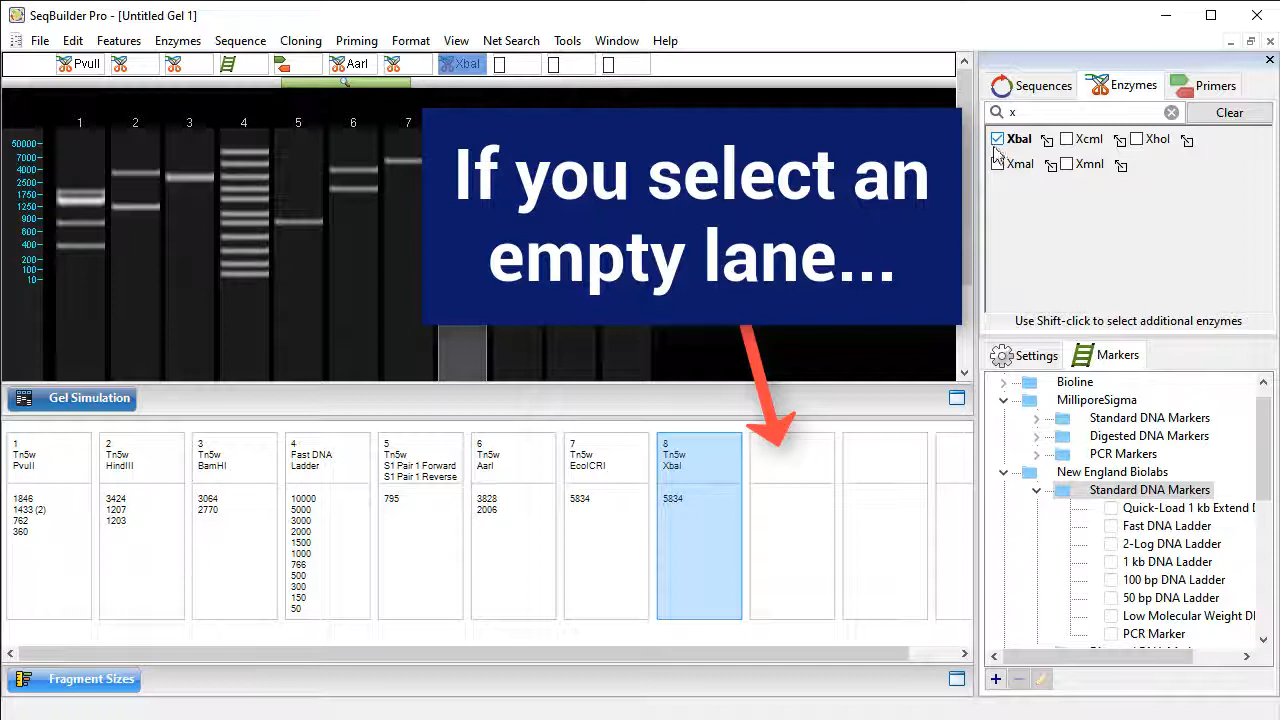 SeqBuilder Pro - [Untitled Gel 1]
File Edit Features Enzymes Sequence Cloning Priming Format View Net Search Tools Window Help
PvuII AarI XbaI
Sequences Enzymes Primers
x Clear
XbaI XcmI XhoI
XmaI XmnI
Use Shift-click to select additional enzymes
1 2 3 4 5 6 7
50000
7000
4000
2500
1750
1250
900
600
400
200
100
10
If you select an
empty lane...
Gel Simulation
Settings Markers
Bioline
MilliporeSigma
Standard DNA Markers
Digested DNA Markers
PCR Markers
New England Biolabs
Standard DNA Markers
Quick-Load 1 kb Extend D
Fast DNA Ladder
2-Log DNA Ladder
1 kb DNA Ladder
100 bp DNA Ladder
50 bp DNA Ladder
Low Molecular Weight DN
PCR Marker
1
Tn5w
PvuII
1846
1433 (2)
762
360
2
Tn5w
HindIII
3424
1207
1203
3
Tn5w
BamHI
3064
2770
4
Fast DNA
Ladder
10000
5000
3000
2000
1500
1000
766
500
300
150
50
5
Tn5w
S1 Pair 1 Forward
S1 Pair 1 Reverse
795
6
Tn5w
AarI
3828
2006
7
Tn5w
EcoICRI
5834
8
Tn5w
XbaI
5834
Fragment Sizes